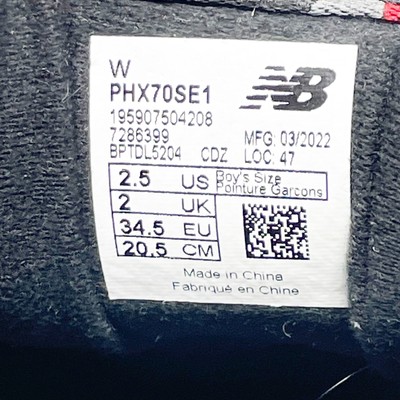 W
PHX70SE1
NB
195907504208
7286399 MFG: 03/2022
BPTDL5204 CDZ LOC: 47
2.5 US Boy's Size
Pointure Garcons
2 UK
34.5 EU
20.5 CM
Made in China
Fabriqué en Chine